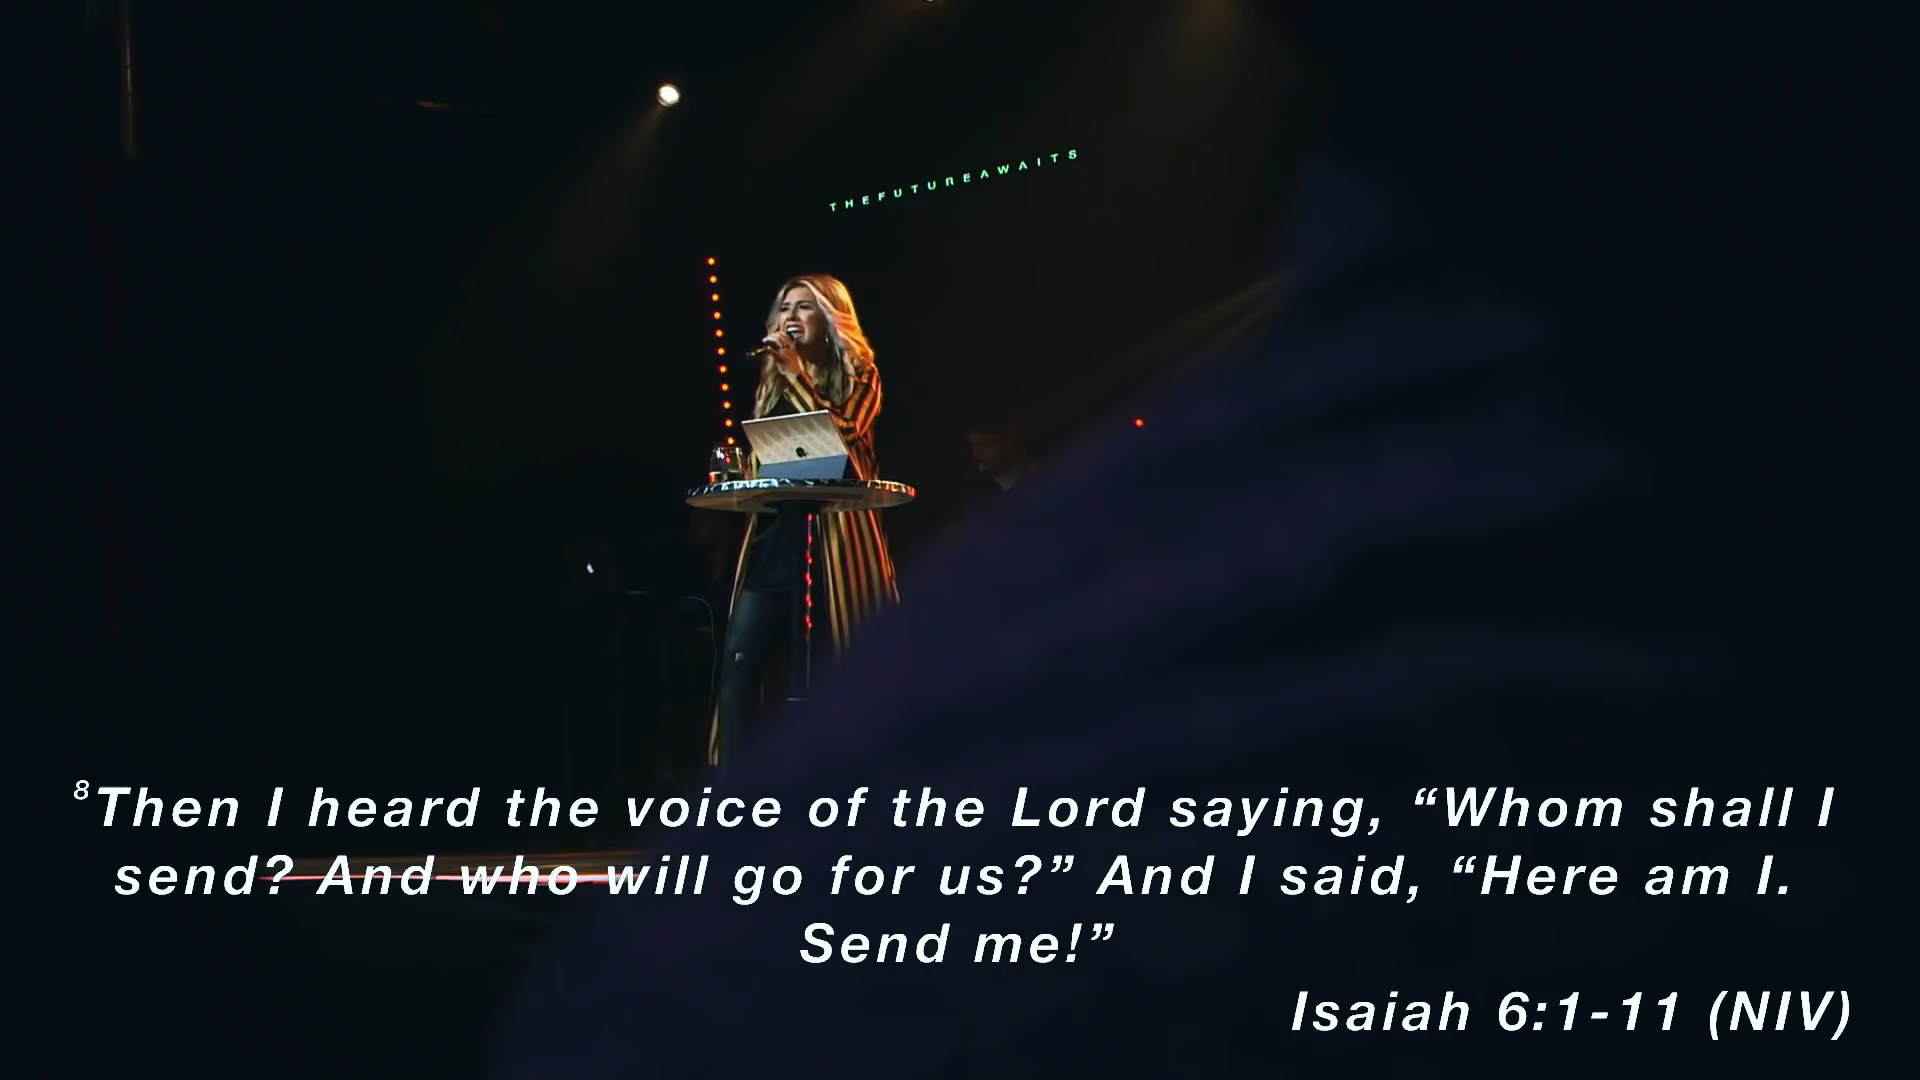 THEFUTUREAWAITS
⁸Then I heard the voice of the Lord saying, “Whom shall I
send? And who will go for us?” And I said, “Here am I.
Send me!”
Isaiah 6:1-11 (NIV)